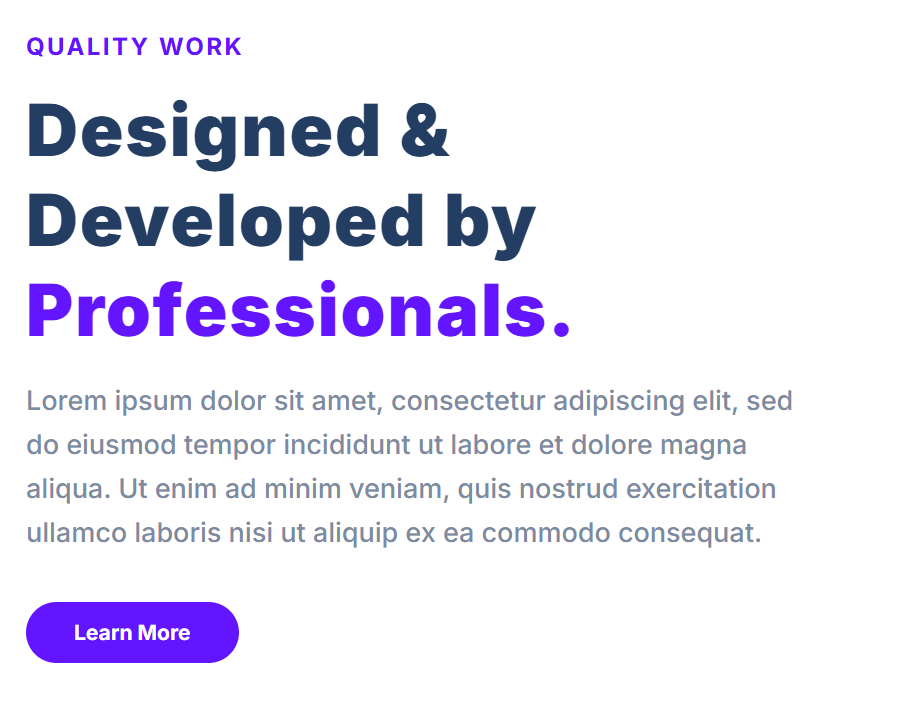 QUALITY WORK
Designed &
Developed by
Professionals.
Lorem ipsum dolor sit amet, consectetur adipiscing elit, sed
do eiusmod tempor incididunt ut labore et dolore magna
aliqua. Ut enim ad minim veniam, quis nostrud exercitation
ullamco laboris nisi ut aliquip ex ea commodo consequat.
Learn More